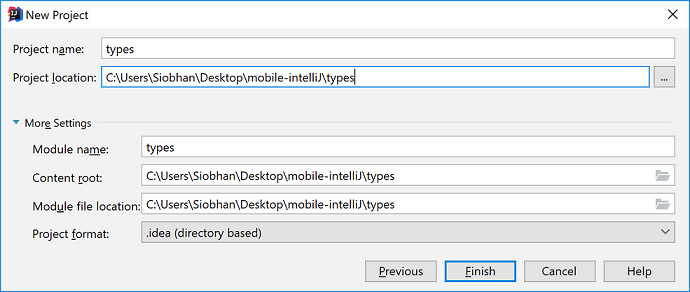 New Project
Project name: types
Project location: C:\Users\Siobhan\Desktop\mobile-intelliJ\types ...
More Settings
Module name: types
Content root: C:\Users\Siobhan\Desktop\mobile-intelliJ\types
Module file location: C:\Users\Siobhan\Desktop\mobile-intelliJ\types
Project format: .idea (directory based)
Previous Finish Cancel Help